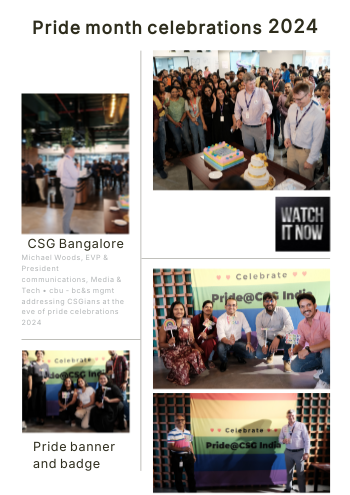 Pride month celebrations 2024
WATCH
IT NOW
CSG Bangalore
Michael Woods, EVP &
President
communications, Media &
Tech • cbu - bc&s mgmt
addressing CSGians at the
eve of pride celebrations
2024
♥ ♥ Celebrate ♥ ♥
Pride@CSG India
Celebrate
Pride@CSG India
Pride banner
and badge
♥ ♥ Celebrate ♥ ♥
Pride@CSG India